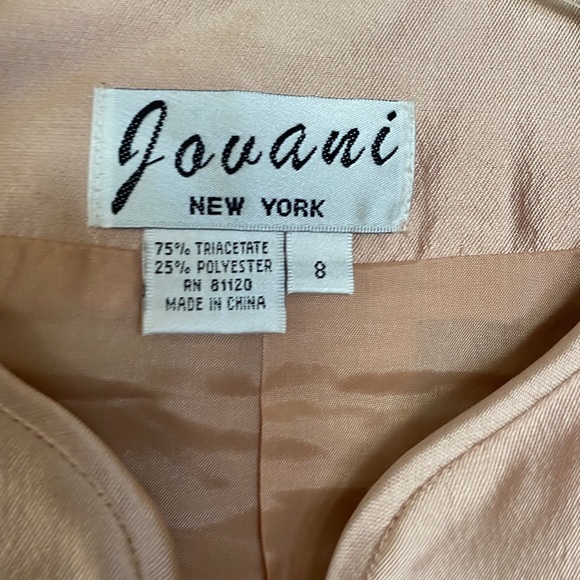 Jovani
NEW YORK
75% TRIACETATE
25% POLYESTER
RN 81120
MADE IN CHINA
8